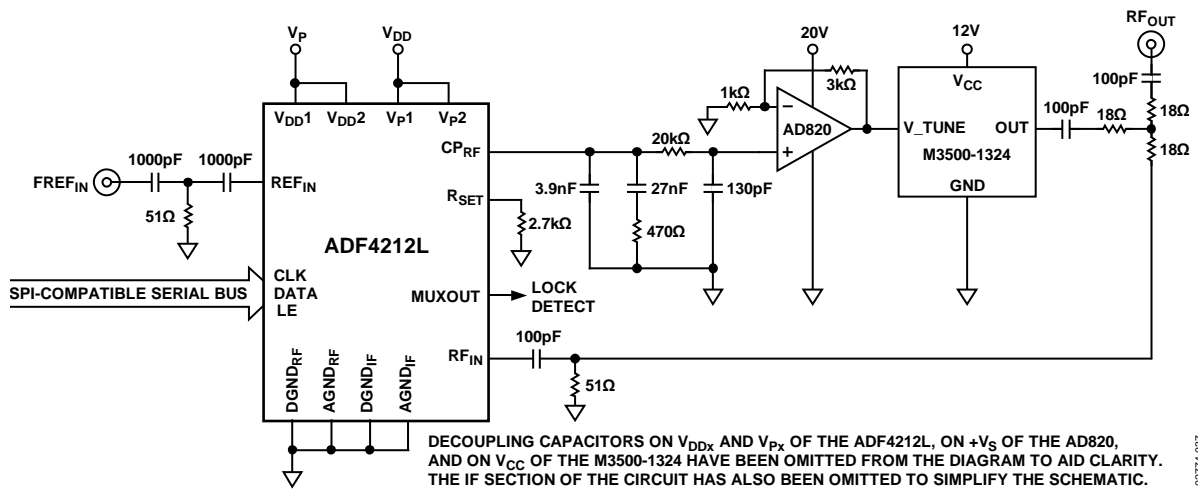 RF_OUT
V_P
V_DD
20V
12V
V_DD1
V_DD2
V_P1
V_P2
1kΩ
3kΩ
AD820
V_CC
V_TUNE
OUT
M3500-1324
GND
100pF
18Ω
100pF
18Ω
18Ω
CP_RF
20kΩ
3.9nF
27nF
130pF
470Ω
FREF_IN
1000pF
1000pF
REF_IN
51Ω
R_SET
2.7kΩ
ADF4212L
SPI-COMPATIBLE SERIAL BUS
CLK
DATA
LE
MUXOUT
LOCK
DETECT
RF_IN
100pF
51Ω
DGND_RF
AGND_RF
DGND_IF
AGND_IF
DECOUPLING CAPACITORS ON V_DDx AND V_Px OF THE ADF4212L, ON +V_S OF THE AD820,
AND ON V_CC OF THE M3500-1324 HAVE BEEN OMITTED FROM THE DIAGRAM TO AID CLARITY.
THE IF SECTION OF THE CIRCUIT HAS ALSO BEEN OMITTED TO SIMPLIFY THE SCHEMATIC.